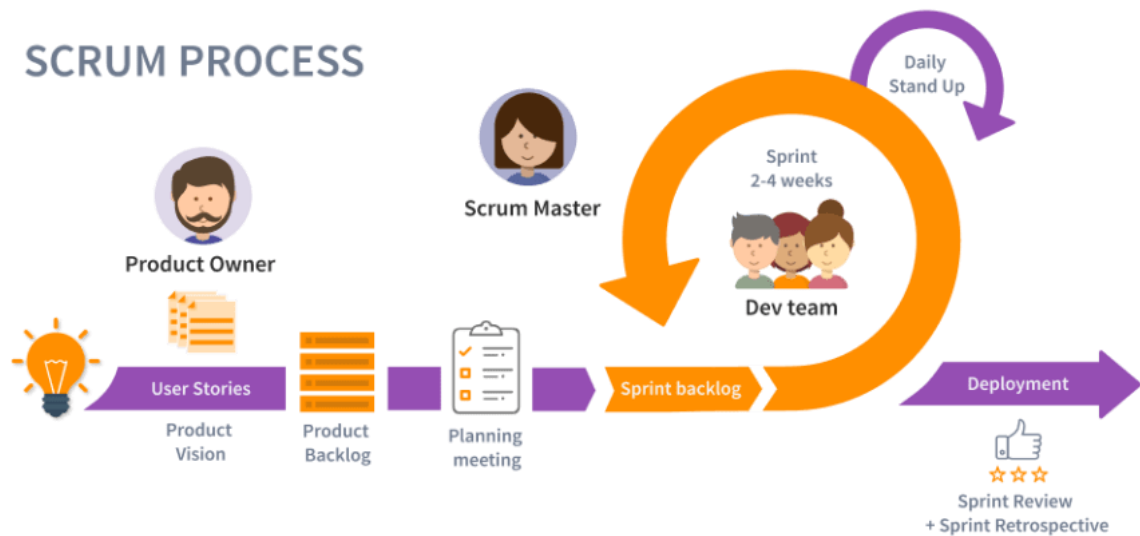 SCRUM PROCESS
Product Owner
User Stories
Product
Vision
Product
Backlog
Planning
meeting
Scrum Master
Sprint backlog
Sprint
2-4 weeks
Dev team
Daily
Stand Up
Deployment
Sprint Review
+ Sprint Retrospective